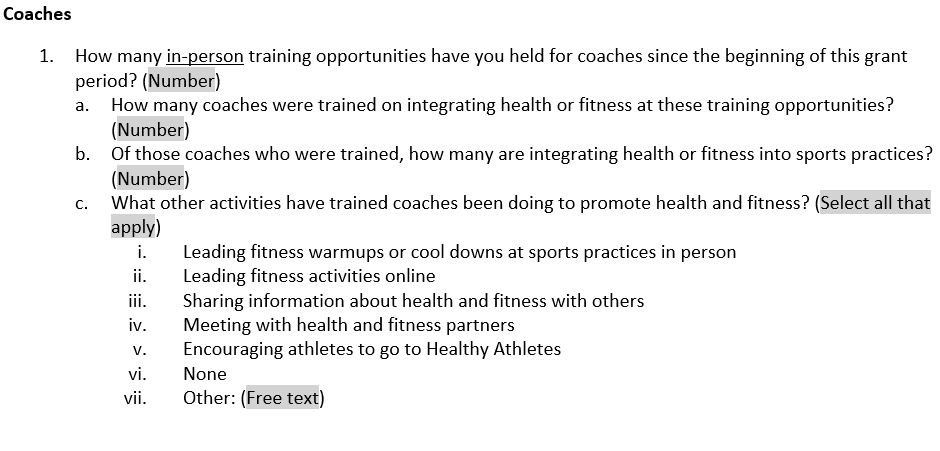 Coaches
1. How many in-person training opportunities have you held for coaches since the beginning of this grant
period? (Number)
a. How many coaches were trained on integrating health or fitness at these training opportunities?
(Number)
b. Of those coaches who were trained, how many are integrating health or fitness into sports practices?
(Number)
c. What other activities have trained coaches been doing to promote health and fitness? (Select all that
apply)
i. Leading fitness warmups or cool downs at sports practices in person
ii. Leading fitness activities online
iii. Sharing information about health and fitness with others
iv. Meeting with health and fitness partners
v. Encouraging athletes to go to Healthy Athletes
vi. None
vii. Other: (Free text)